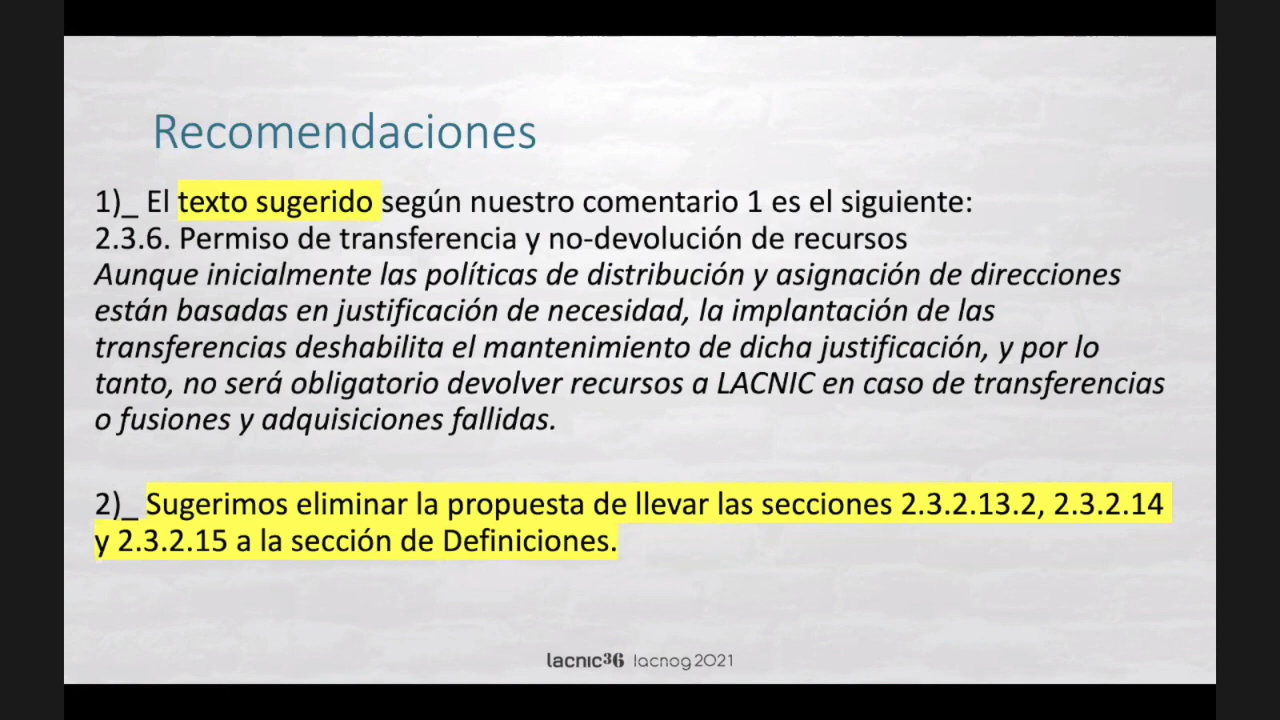 Recomendaciones
1)_ El texto sugerido según nuestro comentario 1 es el siguiente:
2.3.6. Permiso de transferencia y no-devolución de recursos
Aunque inicialmente las políticas de distribución y asignación de direcciones
están basadas en justificación de necesidad, la implantación de las
transferencias deshabilita el mantenimiento de dicha justificación, y por lo
tanto, no será obligatorio devolver recursos a LACNIC en caso de transferencias
o fusiones y adquisiciones fallidas.
2)_ Sugerimos eliminar la propuesta de llevar las secciones 2.3.2.13.2, 2.3.2.14
y 2.3.2.15 a la sección de Definiciones.
lacnic36 lacnog2021